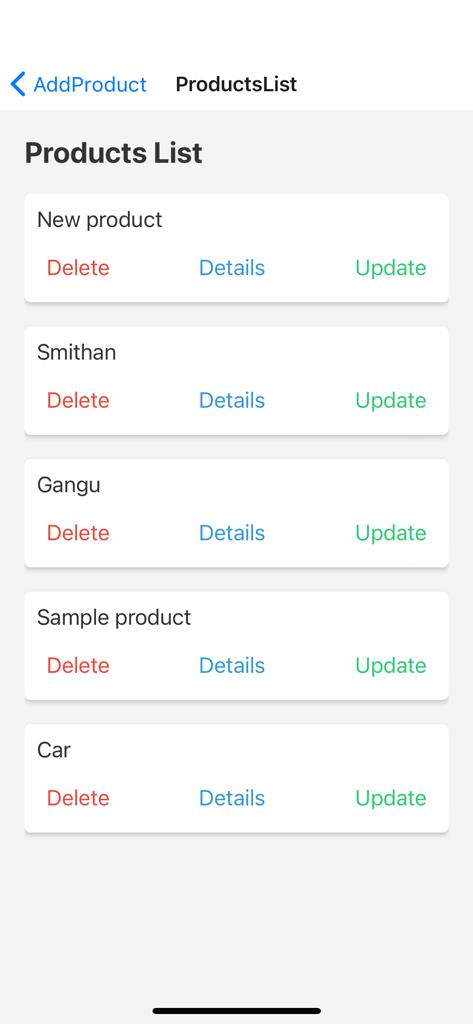 AddProduct ProductsList
Products List
New product
Delete Details Update
Smithan
Delete Details Update
Gangu
Delete Details Update
Sample product
Delete Details Update
Car
Delete Details Update